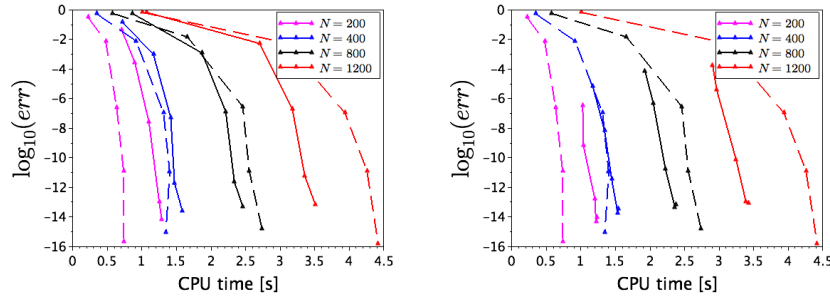 0
-2
-4
-6
-8
-10
-12
-14
-16
log₁₀(err)
N = 200
N = 400
N = 800
N = 1200
0 0.5 1 1.5 2 2.5 3 3.5 4 4.5
CPU time [s]
0
-2
-4
-6
-8
-10
-12
-14
-16
log₁₀(err)
N = 200
N = 400
N = 800
N = 1200
0 0.5 1 1.5 2 2.5 3 3.5 4 4.5
CPU time [s]